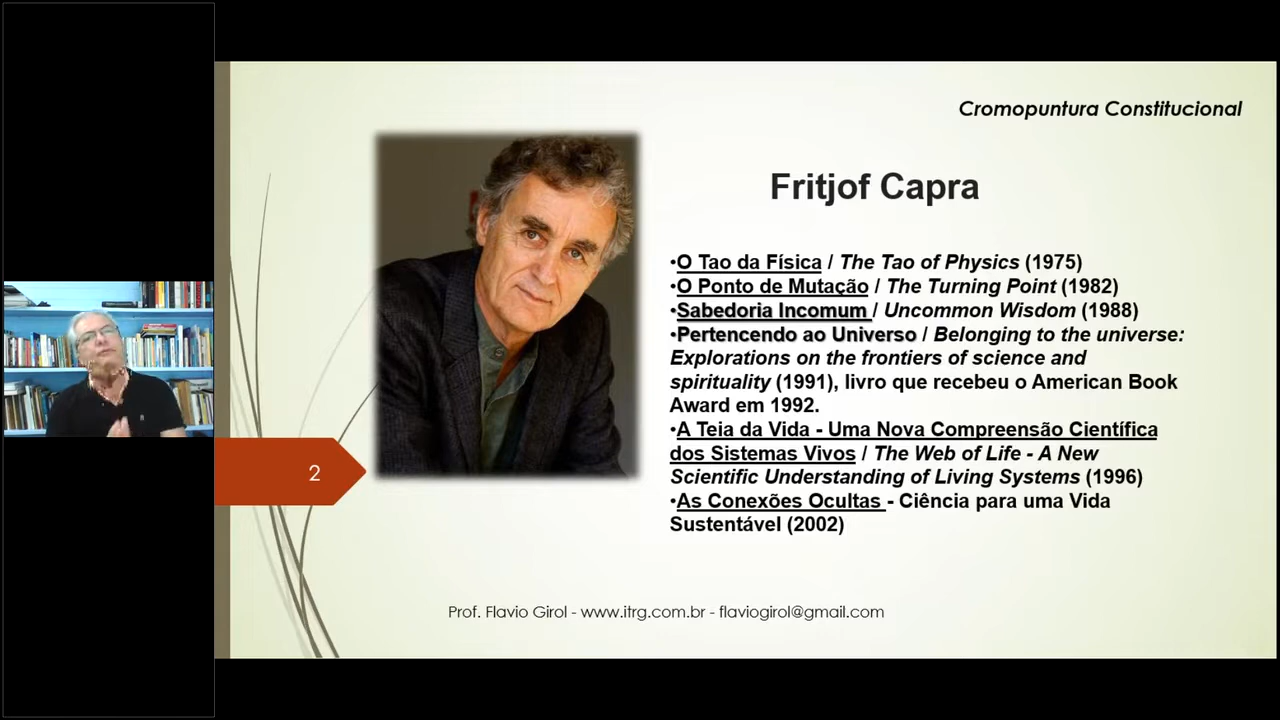 Cromopuntura Constitucional
Fritjof Capra
•O Tao da Física / The Tao of Physics (1975)
•O Ponto de Mutação / The Turning Point (1982)
•Sabedoria Incomum / Uncommon Wisdom (1988)
•Pertencendo ao Universo / Belonging to the universe:
Explorations on the frontiers of science and
spirituality (1991), livro que recebeu o American Book
Award em 1992.
•A Teia da Vida - Uma Nova Compreensão Científica
dos Sistemas Vivos / The Web of Life - A New
Scientific Understanding of Living Systems (1996)
•As Conexões Ocultas - Ciência para uma Vida
Sustentável (2002)
2
Prof. Flavio Girol - www.itrg.com.br - flaviogirol@gmail.com